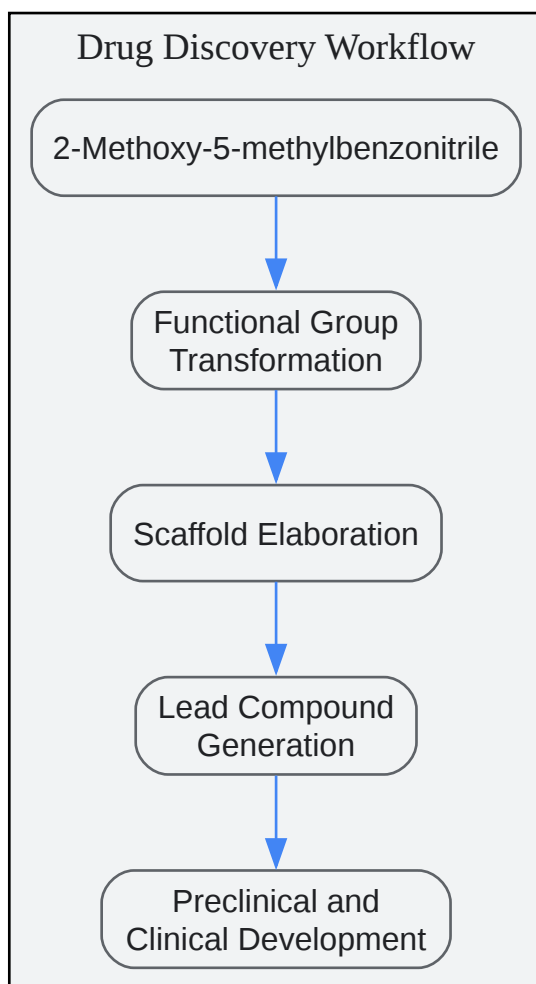 Drug Discovery Workflow
2-Methoxy-5-methylbenzonitrile
Functional Group
Transformation
Scaffold Elaboration
Lead Compound
Generation
Preclinical and
Clinical Development